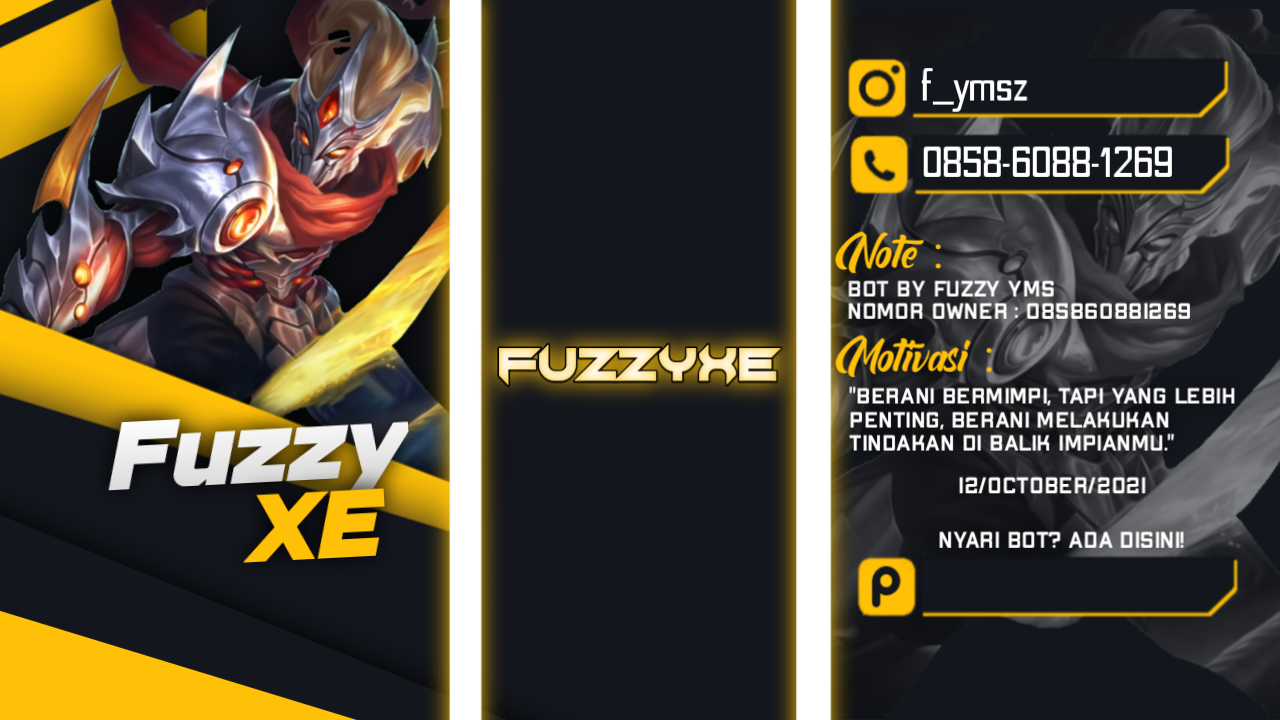 Fuzzy
XE
FUZZYXE
f_ymsz
0858-6088-1269
Note :
BOT BY FUZZY YMS
NOMOR OWNER : 085860881269
Motivasi :
"BERANI BERMIMPI, TAPI YANG LEBIH
PENTING, BERANI MELAKUKAN
TINDAKAN DI BALIK IMPIANMU."
12/OCTOBER/2021
NYARI BOT? ADA DISINI!